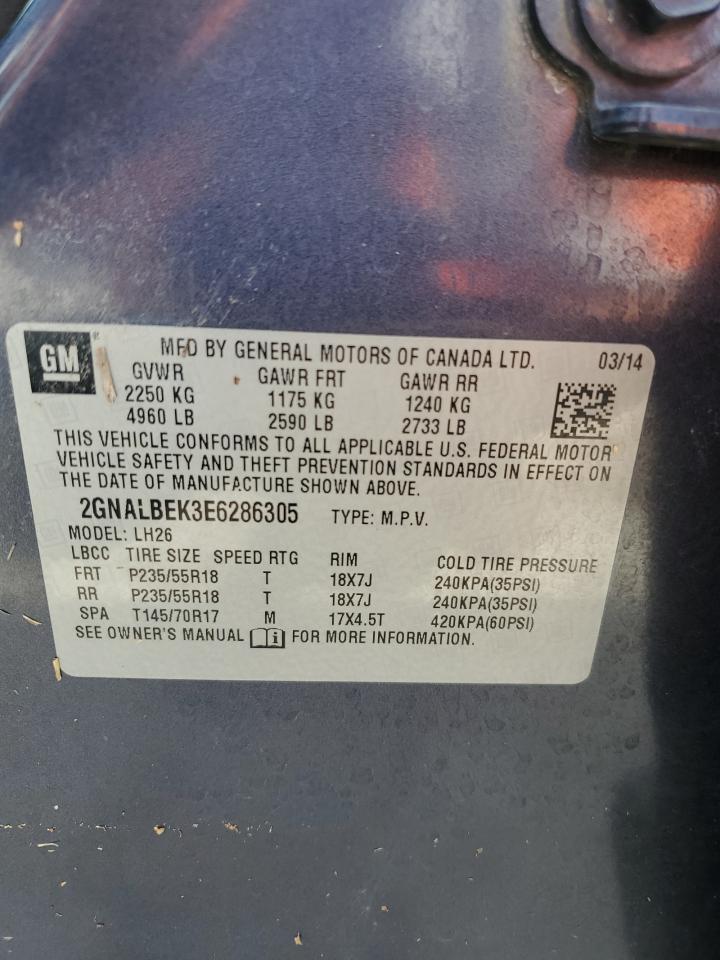 GM
MFD BY GENERAL MOTORS OF CANADA LTD. 03/14
GVWR GAWR FRT GAWR RR
2250 KG 1175 KG 1240 KG
4960 LB 2590 LB 2733 LB
THIS VEHICLE CONFORMS TO ALL APPLICABLE U.S. FEDERAL MOTOR
VEHICLE SAFETY AND THEFT PREVENTION STANDARDS IN EFFECT ON
THE DATE OF MANUFACTURE SHOWN ABOVE.
2GNALBEK3E6286305 TYPE: M.P.V.
MODEL: LH26
LBCC TIRE SIZE SPEED RTG RIM COLD TIRE PRESSURE
FRT P235/55R18 T 18X7J 240KPA(35PSI)
RR P235/55R18 T 18X7J 240KPA(35PSI)
SPA T145/70R17 M 17X4.5T 420KPA(60PSI)
SEE OWNER'S MANUAL i FOR MORE INFORMATION.